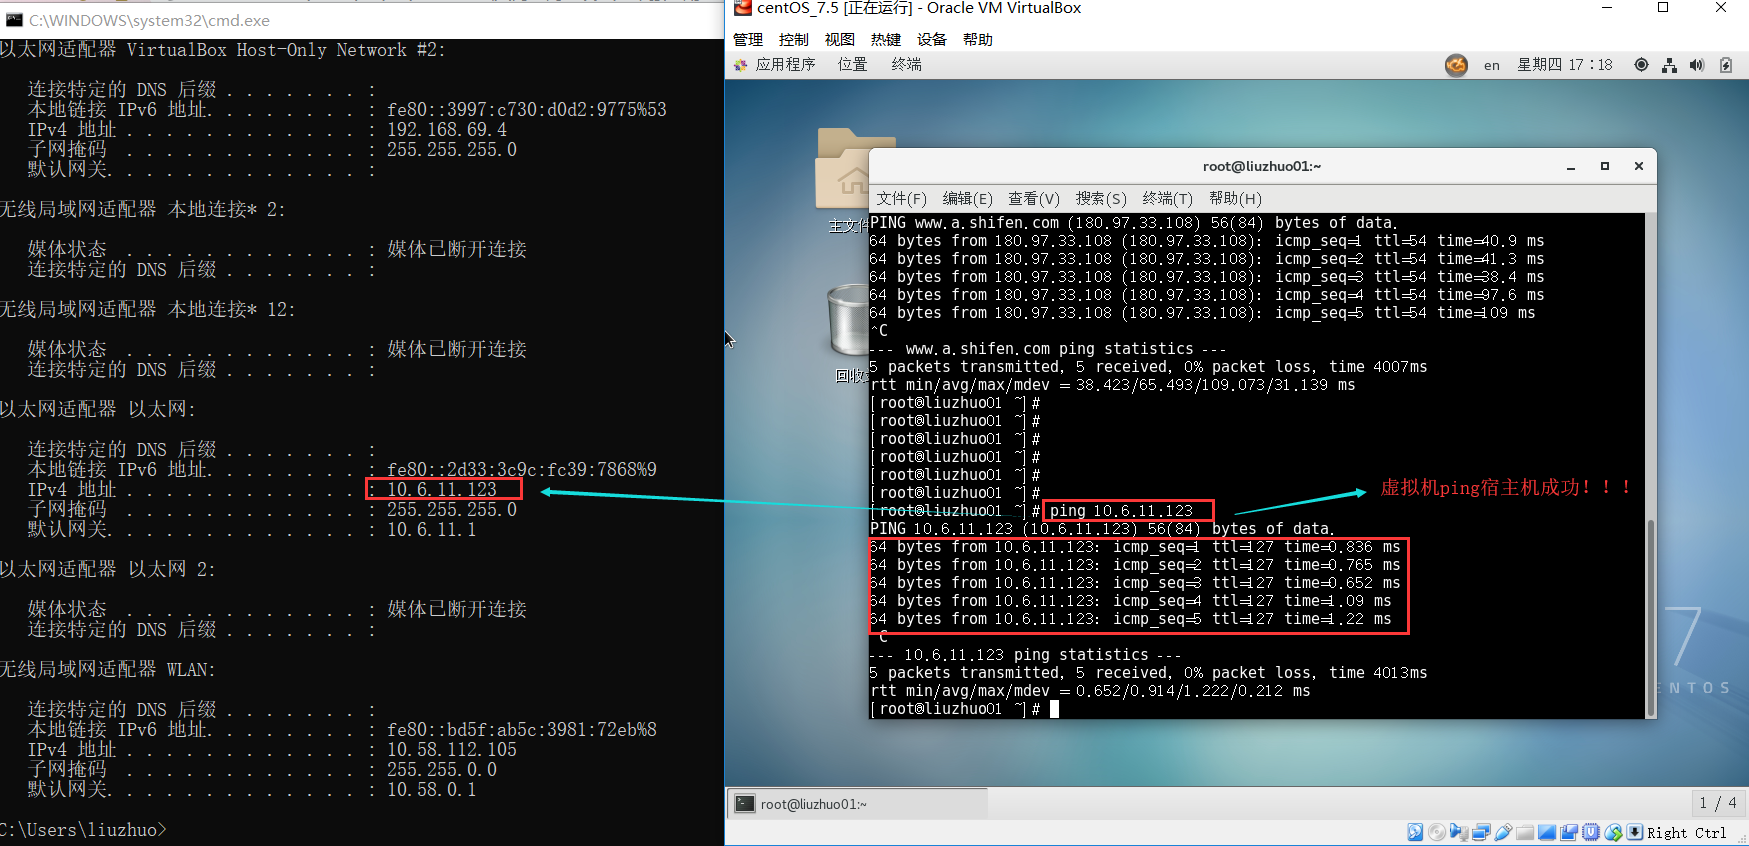 C:\WINDOWS\system32\cmd.exe
以太网适配器 VirtualBox Host-Only Network #2:
连接特定的 DNS 后缀 . . . . . . . :
本地链接 IPv6 地址. . . . . . . . : fe80::3997:c730:d0d2:9775%53
IPv4 地址 . . . . . . . . . . . . : 192.168.69.4
子网掩码  . . . . . . . . . . . . : 255.255.255.0
默认网关. . . . . . . . . . . . . :
无线局域网适配器 本地连接* 2:
媒体状态  . . . . . . . . . . . . : 媒体已断开连接
连接特定的 DNS 后缀 . . . . . . . :
无线局域网适配器 本地连接* 12:
媒体状态  . . . . . . . . . . . . : 媒体已断开连接
连接特定的 DNS 后缀 . . . . . . . :
以太网适配器 以太网:
连接特定的 DNS 后缀 . . . . . . . :
本地链接 IPv6 地址. . . . . . . . : fe80::2d33:3c9c:fc39:7868%9
IPv4 地址 . . . . . . . . . . . . : 10.6.11.123
子网掩码  . . . . . . . . . . . . : 255.255.255.0
默认网关. . . . . . . . . . . . . : 10.6.11.1
以太网适配器 以太网 2:
媒体状态  . . . . . . . . . . . . : 媒体已断开连接
连接特定的 DNS 后缀 . . . . . . . :
无线局域网适配器 WLAN:
连接特定的 DNS 后缀 . . . . . . . :
本地链接 IPv6 地址. . . . . . . . : fe80::bd5f:ab5c:3981:72eb%8
IPv4 地址 . . . . . . . . . . . . : 10.58.112.105
子网掩码  . . . . . . . . . . . . : 255.255.0.0
默认网关. . . . . . . . . . . . . : 10.58.0.1
C:\Users\liuzhuo>
centOS_7.5 [正在运行] - Oracle VM VirtualBox
管理 控制 视图 热键 设备 帮助
应用程序 位置 终端 en 星期四 17：18
主文件
回收
root@liuzhuo01:~
文件(F) 编辑(E) 查看(V) 搜索(S) 终端(T) 帮助(H)
PING www.a.shifen.com (180.97.33.108) 56(84) bytes of data.
64 bytes from 180.97.33.108 (180.97.33.108): icmp_seq=1 ttl=54 time=40.9 ms
64 bytes from 180.97.33.108 (180.97.33.108): icmp_seq=2 ttl=54 time=41.3 ms
64 bytes from 180.97.33.108 (180.97.33.108): icmp_seq=3 ttl=54 time=38.4 ms
64 bytes from 180.97.33.108 (180.97.33.108): icmp_seq=4 ttl=54 time=97.6 ms
64 bytes from 180.97.33.108 (180.97.33.108): icmp_seq=5 ttl=54 time=109 ms
^C
--- www.a.shifen.com ping statistics ---
5 packets transmitted, 5 received, 0% packet loss, time 4007ms
rtt min/avg/max/mdev = 38.423/65.493/109.073/31.139 ms
[root@liuzhuo01 ~]#
[root@liuzhuo01 ~]#
[root@liuzhuo01 ~]#
[root@liuzhuo01 ~]#
[root@liuzhuo01 ~]#
[root@liuzhuo01 ~]#
[root@liuzhuo01 ~]# ping 10.6.11.123
虚拟机ping宿主机成功！！！
PING 10.6.11.123 (10.6.11.123) 56(84) bytes of data.
64 bytes from 10.6.11.123: icmp_seq=1 ttl=127 time=0.836 ms
64 bytes from 10.6.11.123: icmp_seq=2 ttl=127 time=0.765 ms
64 bytes from 10.6.11.123: icmp_seq=3 ttl=127 time=0.652 ms
64 bytes from 10.6.11.123: icmp_seq=4 ttl=127 time=1.09 ms
64 bytes from 10.6.11.123: icmp_seq=5 ttl=127 time=1.22 ms
^C
--- 10.6.11.123 ping statistics ---
5 packets transmitted, 5 received, 0% packet loss, time 4013ms
rtt min/avg/max/mdev = 0.652/0.914/1.222/0.212 ms
[root@liuzhuo01 ~]#
7
ENTOS
root@liuzhuo01:~
1 / 4
Right Ctrl